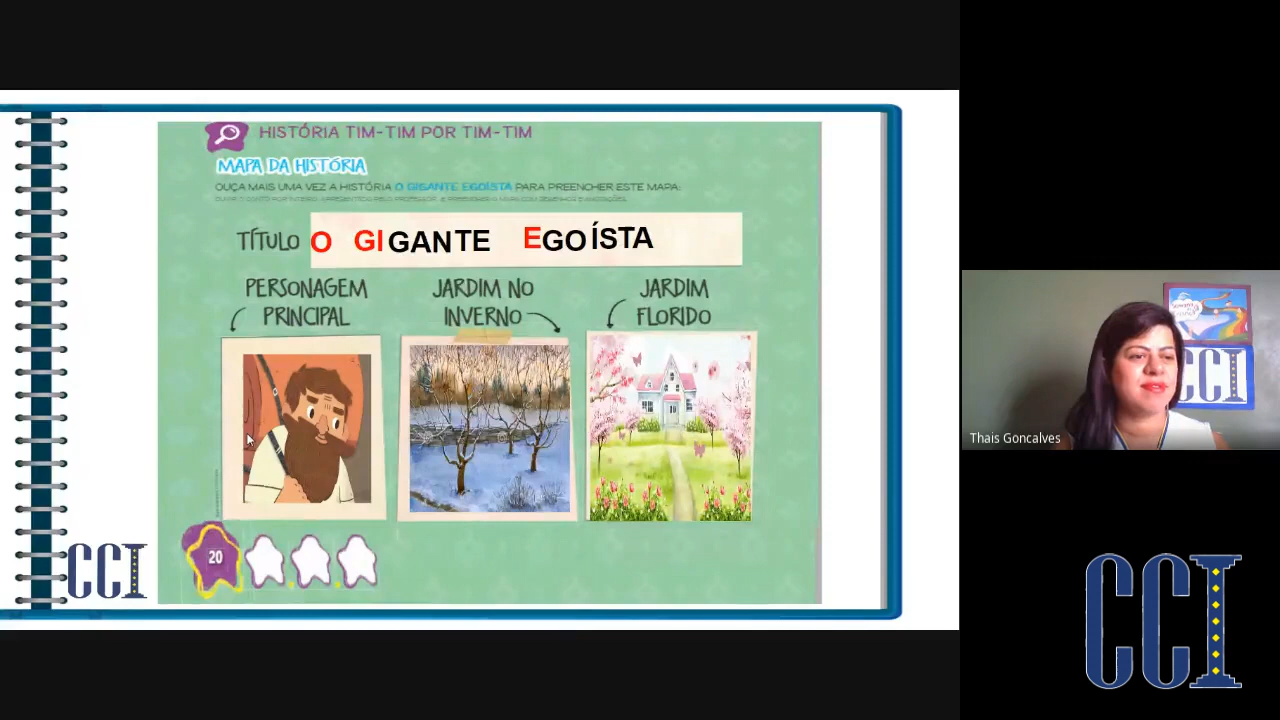 HISTÓRIA TIM-TIM POR TIM-TIM
MAPA DA HISTÓRIA
OUÇA MAIS UMA VEZ A HISTÓRIA O GIGANTE EGOÍSTA PARA PREENCHER ESTE MAPA:
TÍTULO O GIGANTE EGOÍSTA
PERSONAGEM PRINCIPAL
JARDIM NO INVERNO
JARDIM FLORIDO
20
CCI
CCI
Thais Goncalves
CCI